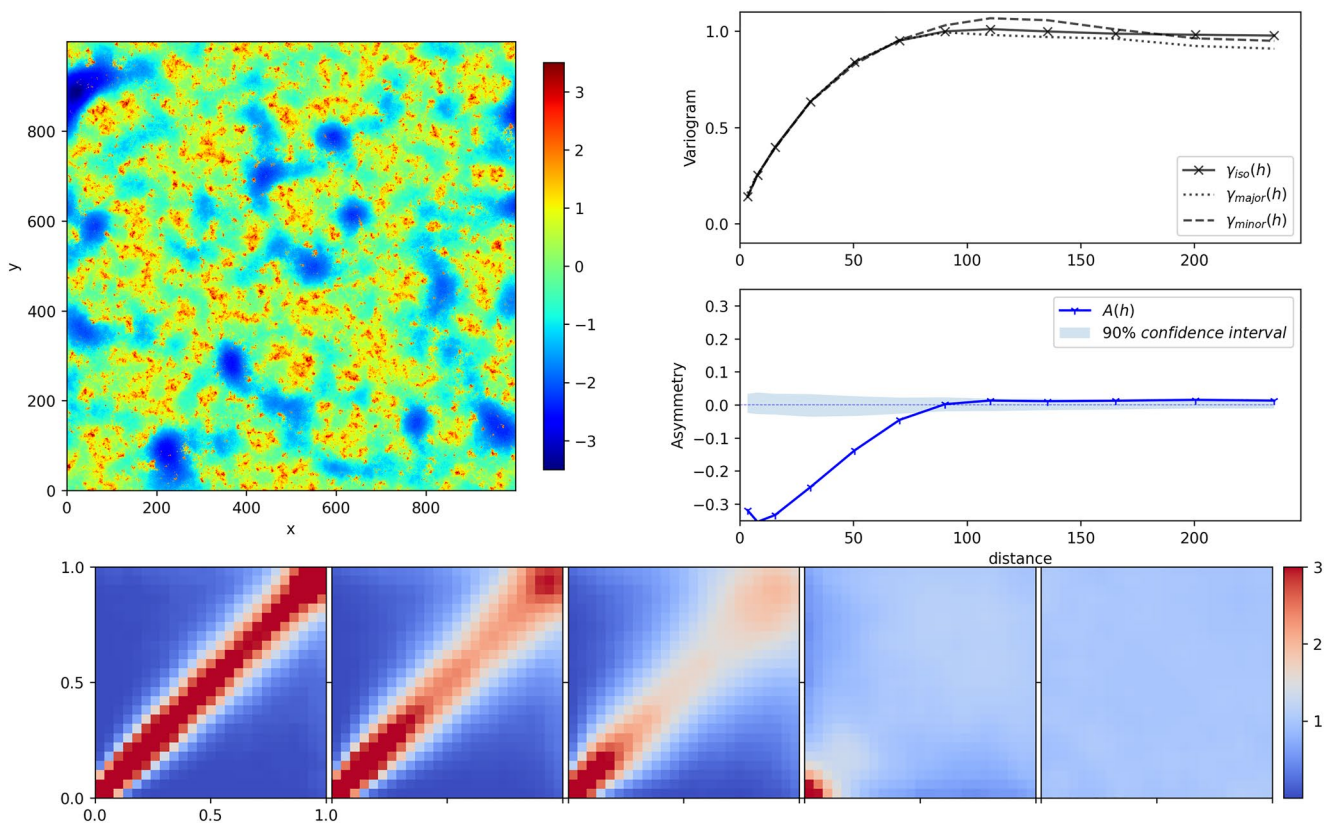 y
800
600
400
200
0
0 200 400 600 800
x
3
2
1
0
−1
−2
−3
Variogram
1.0
0.5
0.0
γiso(h)
γmajor(h)
γminor(h)
0 50 100 150 200
Asymmetry
0.3
0.2
0.1
0.0
−0.1
−0.2
−0.3
A(h)
90% confidence interval
0 50 100 150 200
distance
1.0
0.5
0.0
0.0 0.5 1.0
3
2
1